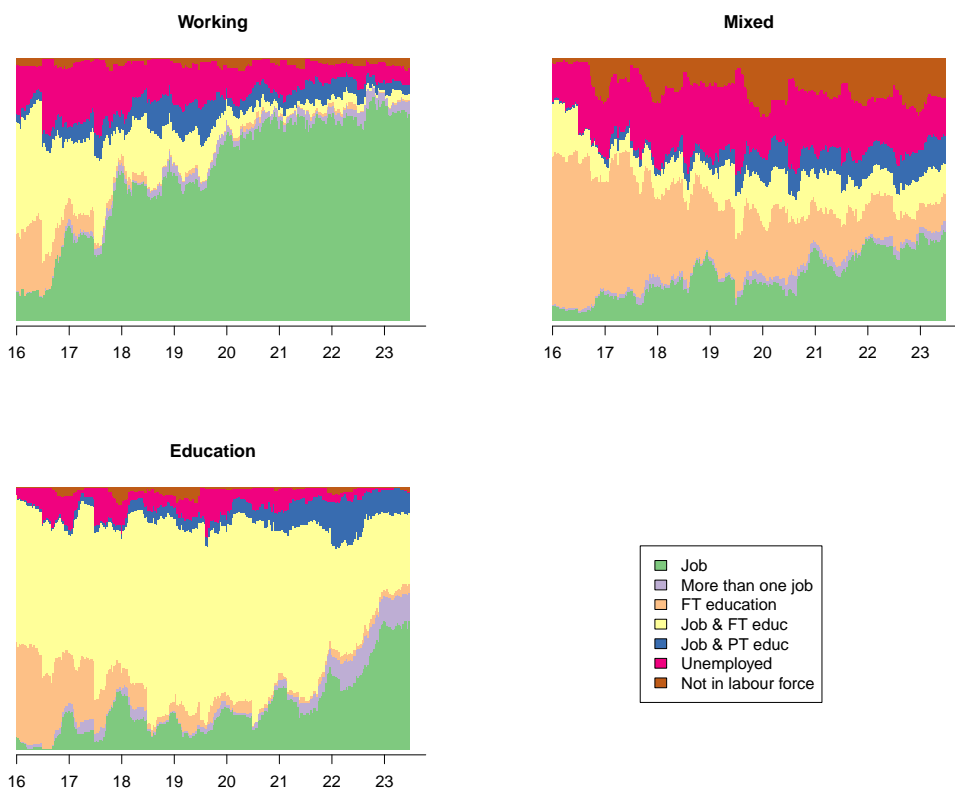 Working
16 17 18 19 20 21 22 23
Mixed
16 17 18 19 20 21 22 23
Education
16 17 18 19 20 21 22 23
Job
More than one job
FT education
Job & FT educ
Job & PT educ
Unemployed
Not in labour force